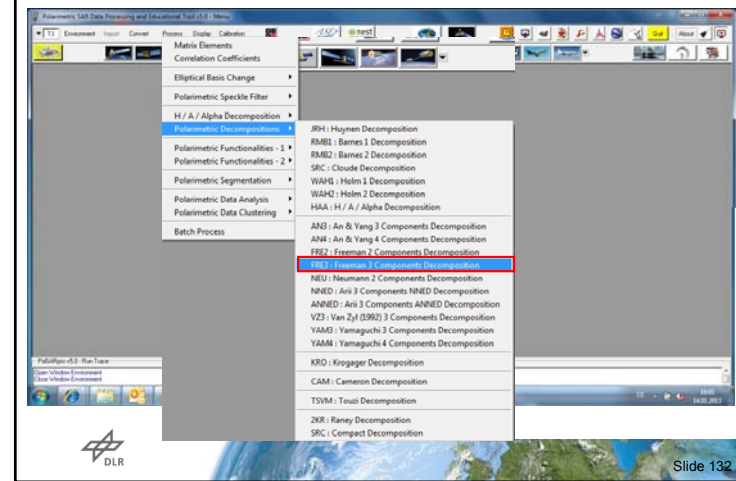 Polarimetric SAR Data Processing and Educational Tool v5.0 - Menu
T3 Environment Import Convert Process Display Calibration nest Quit About
Matrix Elements
Correlation Coefficients
Elliptical Basis Change
Polarimetric Speckle Filter
H / A / Alpha Decomposition
Polarimetric Decompositions
Polarimetric Functionalities - 1
Polarimetric Functionalities - 2
Polarimetric Segmentation
Polarimetric Data Analysis
Polarimetric Data Clustering
Batch Process
JRH : Huynen Decomposition
RMB1 : Barnes 1 Decomposition
RMB2 : Barnes 2 Decomposition
SRC : Cloude Decomposition
WAH1 : Holm 1 Decomposition
WAH2 : Holm 2 Decomposition
HAA : H / A / Alpha Decomposition
AN3 : An & Yang 3 Components Decomposition
AN4 : An & Yang 4 Components Decomposition
FRE2 : Freeman 2 Components Decomposition
FRE3 : Freeman 3 Components Decomposition
NEU : Neumann 2 Components Decomposition
NNED : Arii 3 Components NNED Decomposition
ANNED : Arii 3 Components ANNED Decomposition
VZ3 : Van Zyl (1992) 3 Components Decomposition
YAM3 : Yamaguchi 3 Components Decomposition
YAM4 : Yamaguchi 4 Components Decomposition
KRO : Krogager Decomposition
CAM : Cameron Decomposition
TSVM : Touzi Decomposition
2KR : Raney Decomposition
SRC : Compact Decomposition
PolSARpro v5.0 - Run Trace
Open Window Environment
Close Window Environment
16:01
14.01.2013
DLR
Slide 132